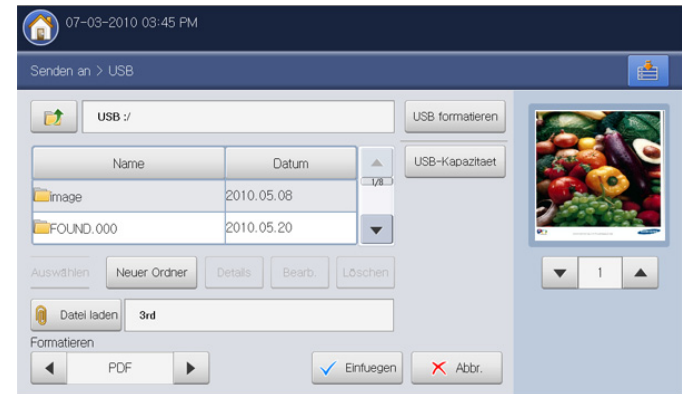 07-03-2010 03:45 PM
Senden an > USB
USB :/
USB formatieren
Name Datum
USB-Kapazitaet
1/8
image 2010.05.08
FOUND.000 2010.05.20
Auswählen Neuer Ordner Details Bearb. Löschen
1
Datei laden 3rd
Formatieren
PDF Einfuegen Abbr.